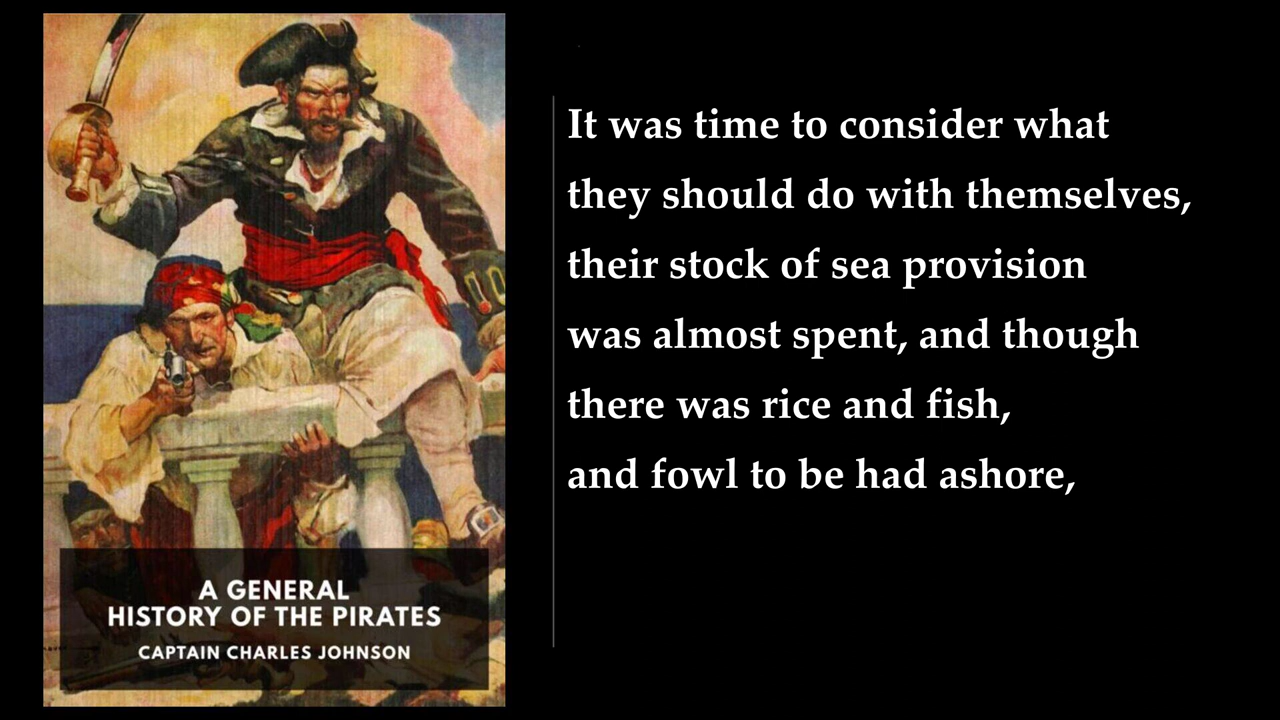 A GENERAL
HISTORY OF THE PIRATES
CAPTAIN CHARLES JOHNSON
It was time to consider what
they should do with themselves,
their stock of sea provision
was almost spent, and though
there was rice and fish,
and fowl to be had ashore,